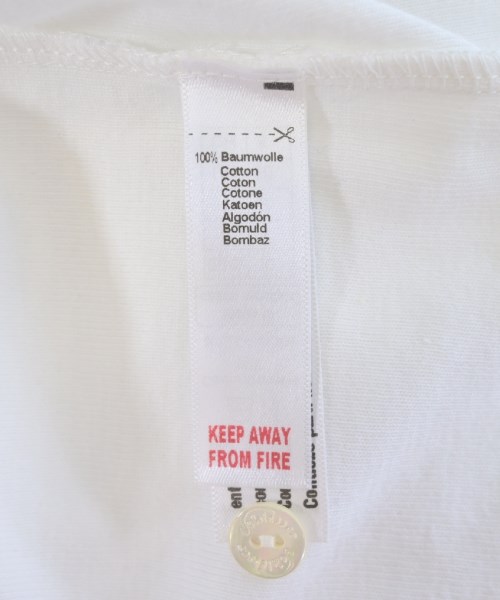 100% Baumwolle
Cotton
Coton
Cotone
Katoen
Algodón
Bomuld
Bombaz
KEEP AWAY
FROM FIRE